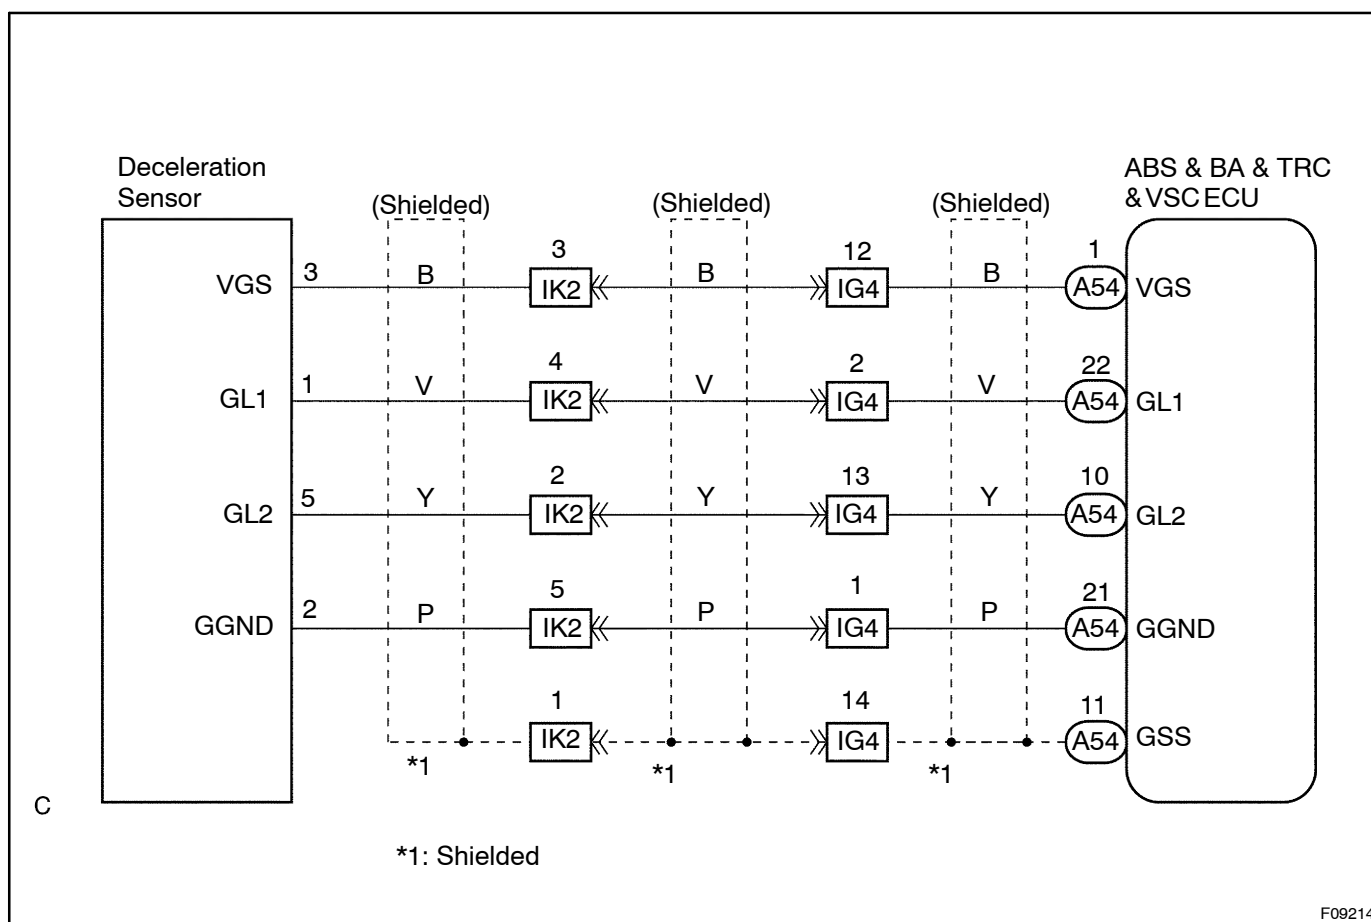 Deceleration
Sensor
ABS & BA & TRC
& VSC ECU
(Shielded) (Shielded) (Shielded)
VGS 3 B 3 IK2 B 12 IG4 B 1 A54 VGS
GL1 1 V 4 IK2 V 2 IG4 V 22 A54 GL1
GL2 5 Y 2 IK2 Y 13 IG4 Y 10 A54 GL2
GGND 2 P 5 IK2 P 1 IG4 P 21 A54 GGND
1 IK2 14 IG4 11 A54 GSS
*1 *1 *1
C
*1: Shielded
F09214